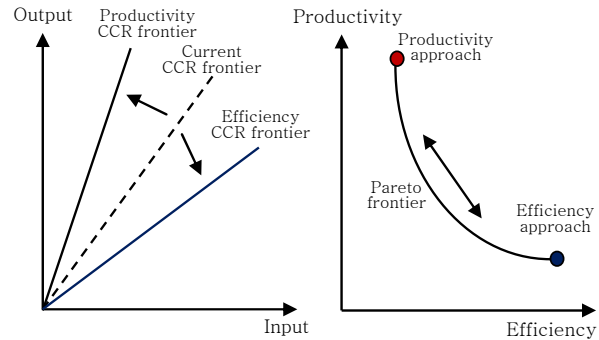 Output
Productivity
CCR frontier
Current
CCR frontier
Efficiency
CCR frontier
Input
Productivity
Productivity
approach
Pareto
frontier
Efficiency
approach
Efficiency